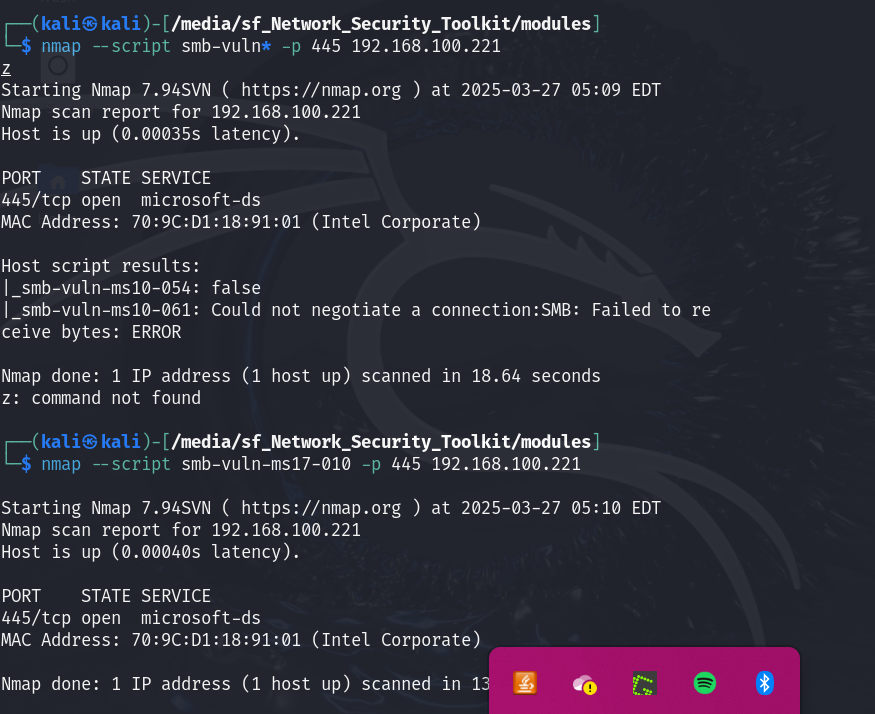 ┌──(kali㉿kali)-[/media/sf_Network_Security_Toolkit/modules]
└─$ nmap --script smb-vuln* -p 445 192.168.100.221
z
Starting Nmap 7.94SVN ( https://nmap.org ) at 2025-03-27 05:09 EDT
Nmap scan report for 192.168.100.221
Host is up (0.00035s latency).
PORT    STATE SERVICE
445/tcp open  microsoft-ds
MAC Address: 70:9C:D1:18:91:01 (Intel Corporate)
Host script results:
|_smb-vuln-ms10-054: false
|_smb-vuln-ms10-061: Could not negotiate a connection:SMB: Failed to re
ceive bytes: ERROR
Nmap done: 1 IP address (1 host up) scanned in 18.64 seconds
z: command not found
┌──(kali㉿kali)-[/media/sf_Network_Security_Toolkit/modules]
└─$ nmap --script smb-vuln-ms17-010 -p 445 192.168.100.221
Starting Nmap 7.94SVN ( https://nmap.org ) at 2025-03-27 05:10 EDT
Nmap scan report for 192.168.100.221
Host is up (0.00040s latency).
PORT    STATE SERVICE
445/tcp open  microsoft-ds
MAC Address: 70:9C:D1:18:91:01 (Intel Corporate)
Nmap done: 1 IP address (1 host up) scanned in 13